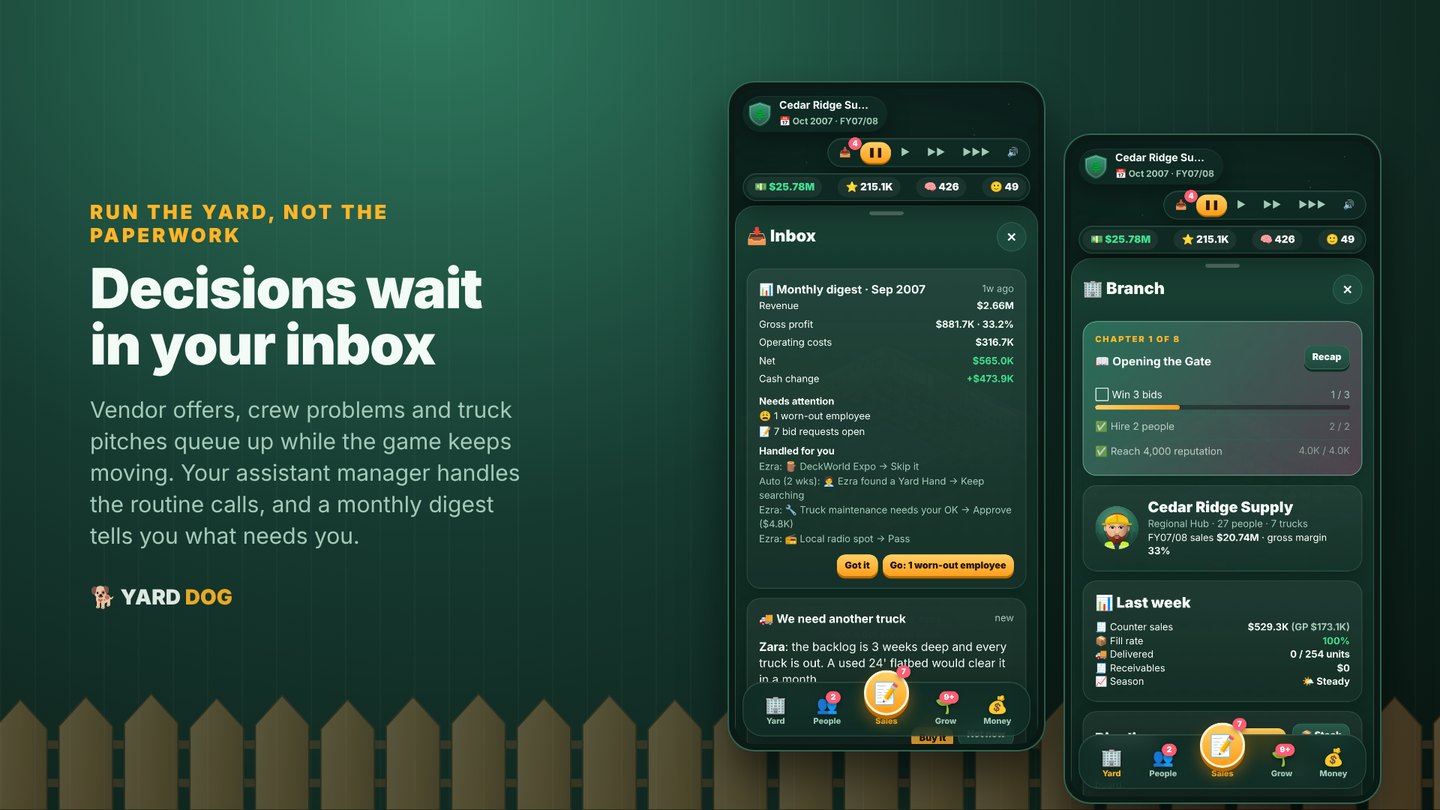 RUN THE YARD, NOT THE
PAPERWORK
Decisions wait
in your inbox
Vendor offers, crew problems and truck
pitches queue up while the game keeps
moving. Your assistant manager handles
the routine calls, and a monthly digest
tells you what needs you.
YARD DOG
Cedar Ridge Su...
Oct 2007 · FY07/08
4
$25.78M 215.1K 426 49
Inbox
Monthly digest · Sep 2007 1w ago
Revenue $2.66M
Gross profit $881.7K · 33.2%
Operating costs $316.7K
Net $565.0K
Cash change +$473.9K
Needs attention
1 worn-out employee
7 bid requests open
Handled for you
Ezra: DeckWorld Expo → Skip it
Auto (2 wks): Ezra found a Yard Hand → Keep
searching
Ezra: Truck maintenance needs your OK → Approve
($4.8K)
Ezra: Local radio spot → Pass
Got it Go: 1 worn-out employee
We need another truck new
Zara: the backlog is 3 weeks deep and every
truck is out. A used 24' flatbed would clear it
in a month
2 7 9+
Yard People Sales Grow Money
Buy it Not now
Cedar Ridge Su...
Oct 2007 · FY07/08
4
$25.78M 215.1K 426 49
Branch
CHAPTER 1 OF 8
Opening the Gate Recap
Win 3 bids 1 / 3
Hire 2 people 2 / 2
Reach 4,000 reputation 4.0K / 4.0K
Cedar Ridge Supply
Regional Hub · 27 people · 7 trucks
FY07/08 sales $20.74M · gross margin
33%
Last week
Counter sales $529.3K (GP $173.1K)
Fill rate 100%
Delivered 0 / 254 units
Receivables $0
Season Steady
2 7 9+
Yard People Sales Grow Money